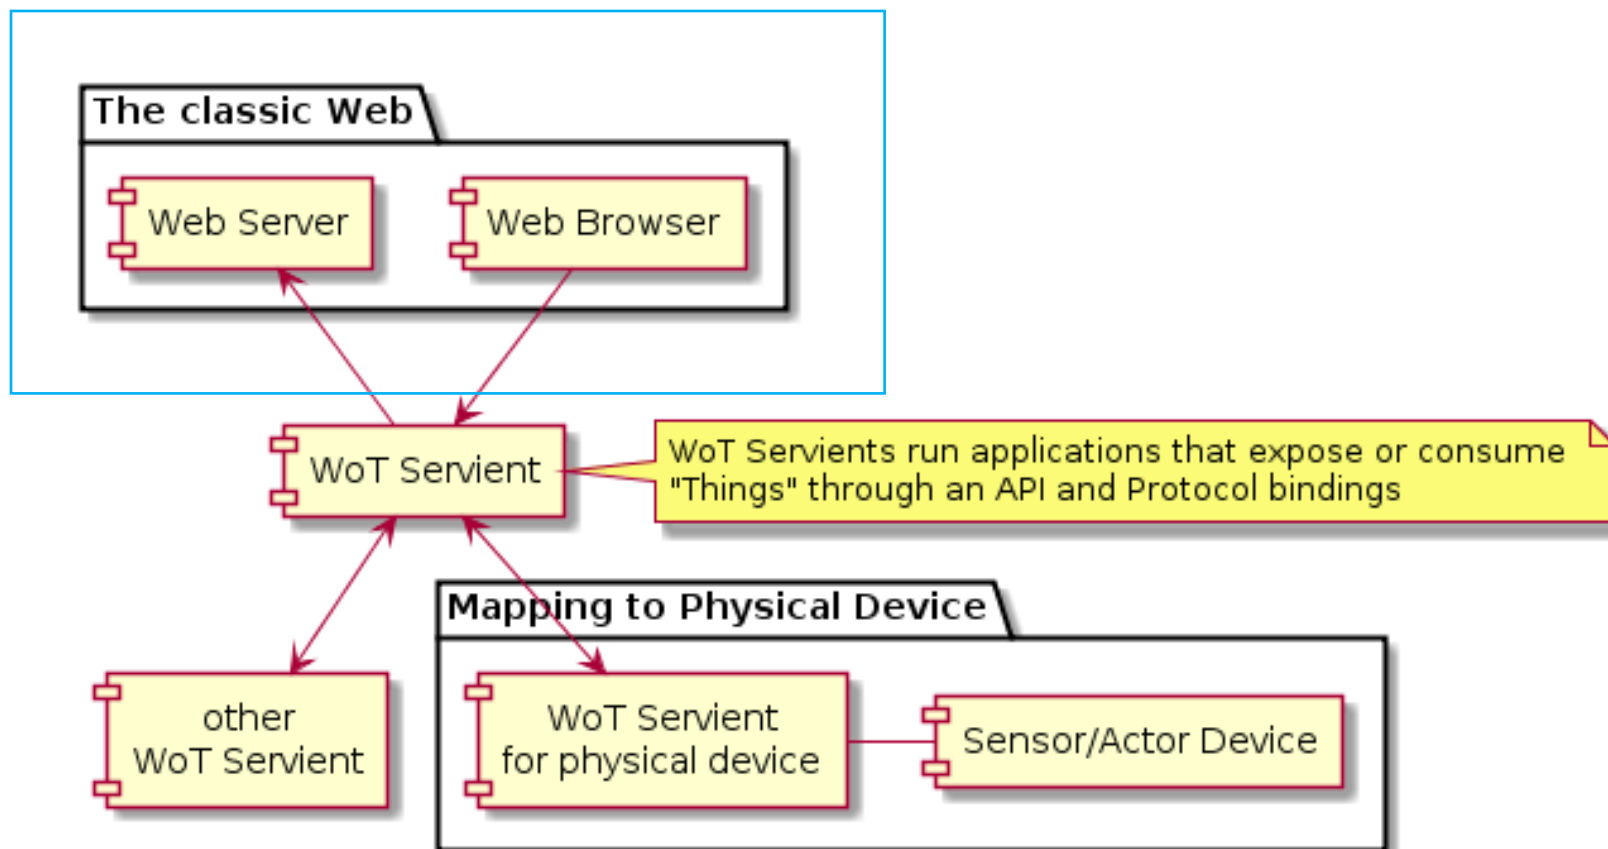 The classic Web
Web Server
Web Browser
WoT Servient
WoT Servients run applications that expose or consume
"Things" through an API and Protocol bindings
Mapping to Physical Device
other
WoT Servient
WoT Servient
for physical device
Sensor/Actor Device